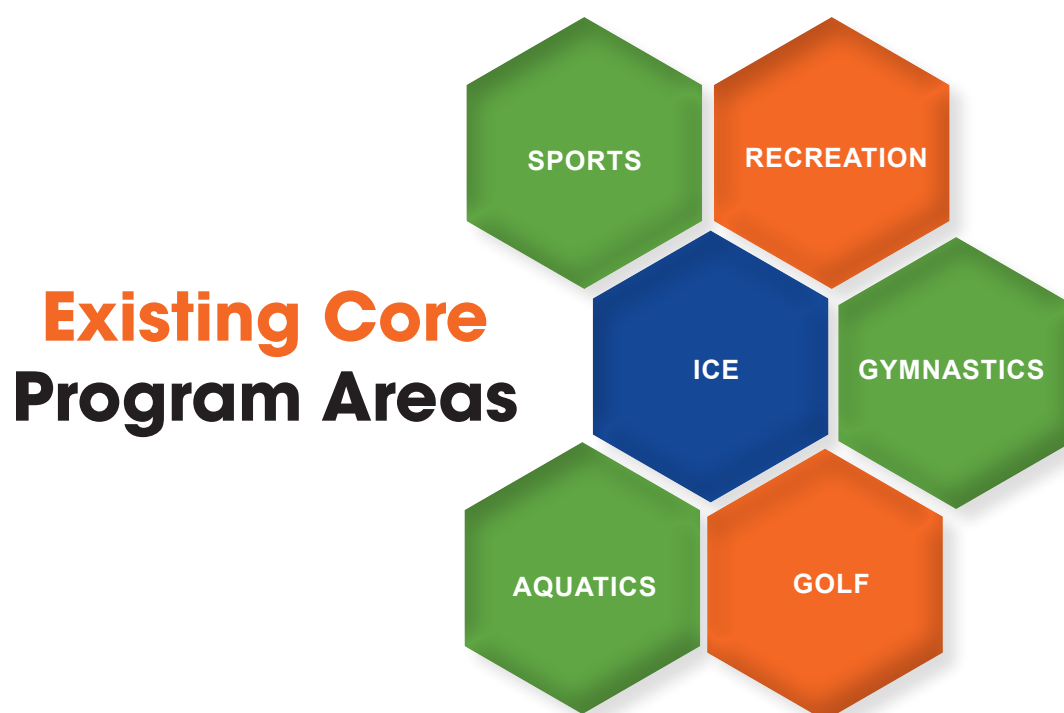 Existing Core
Program Areas
SPORTS
RECREATION
ICE
GYMNASTICS
AQUATICS
GOLF